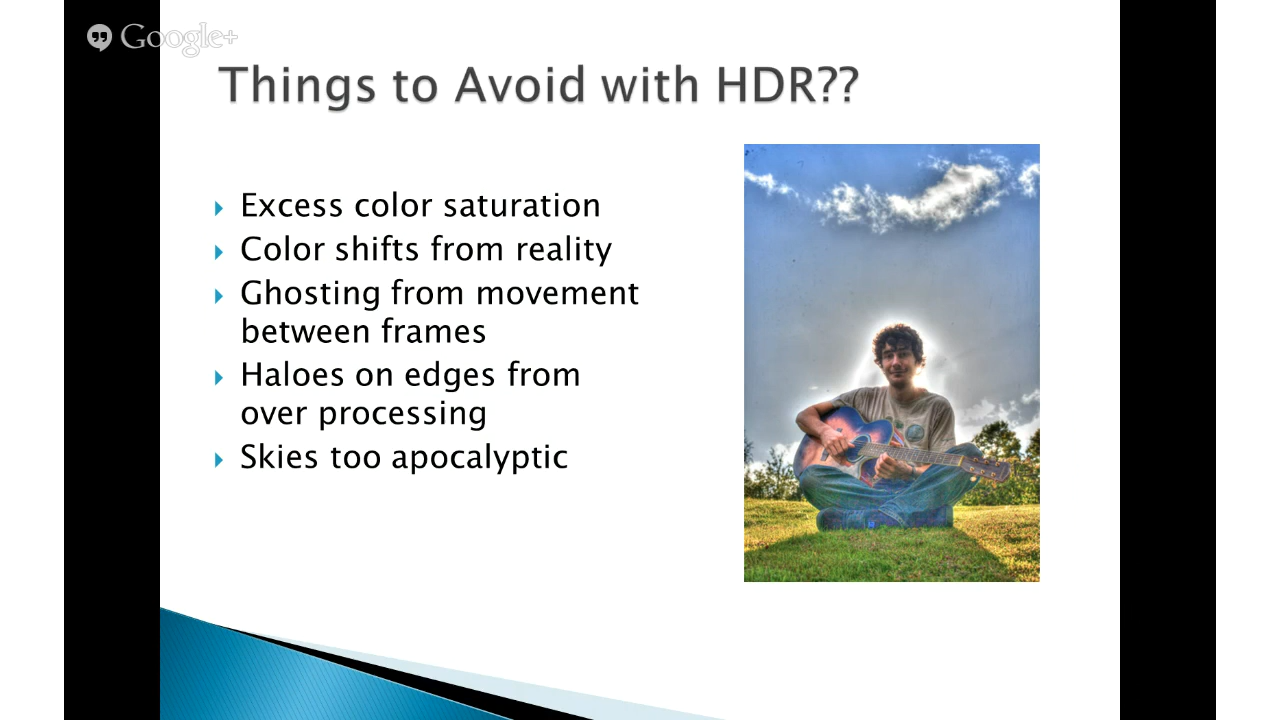 Google+
Things to Avoid with HDR??
Excess color saturation
Color shifts from reality
Ghosting from movement
between frames
Haloes on edges from
over processing
Skies too apocalyptic